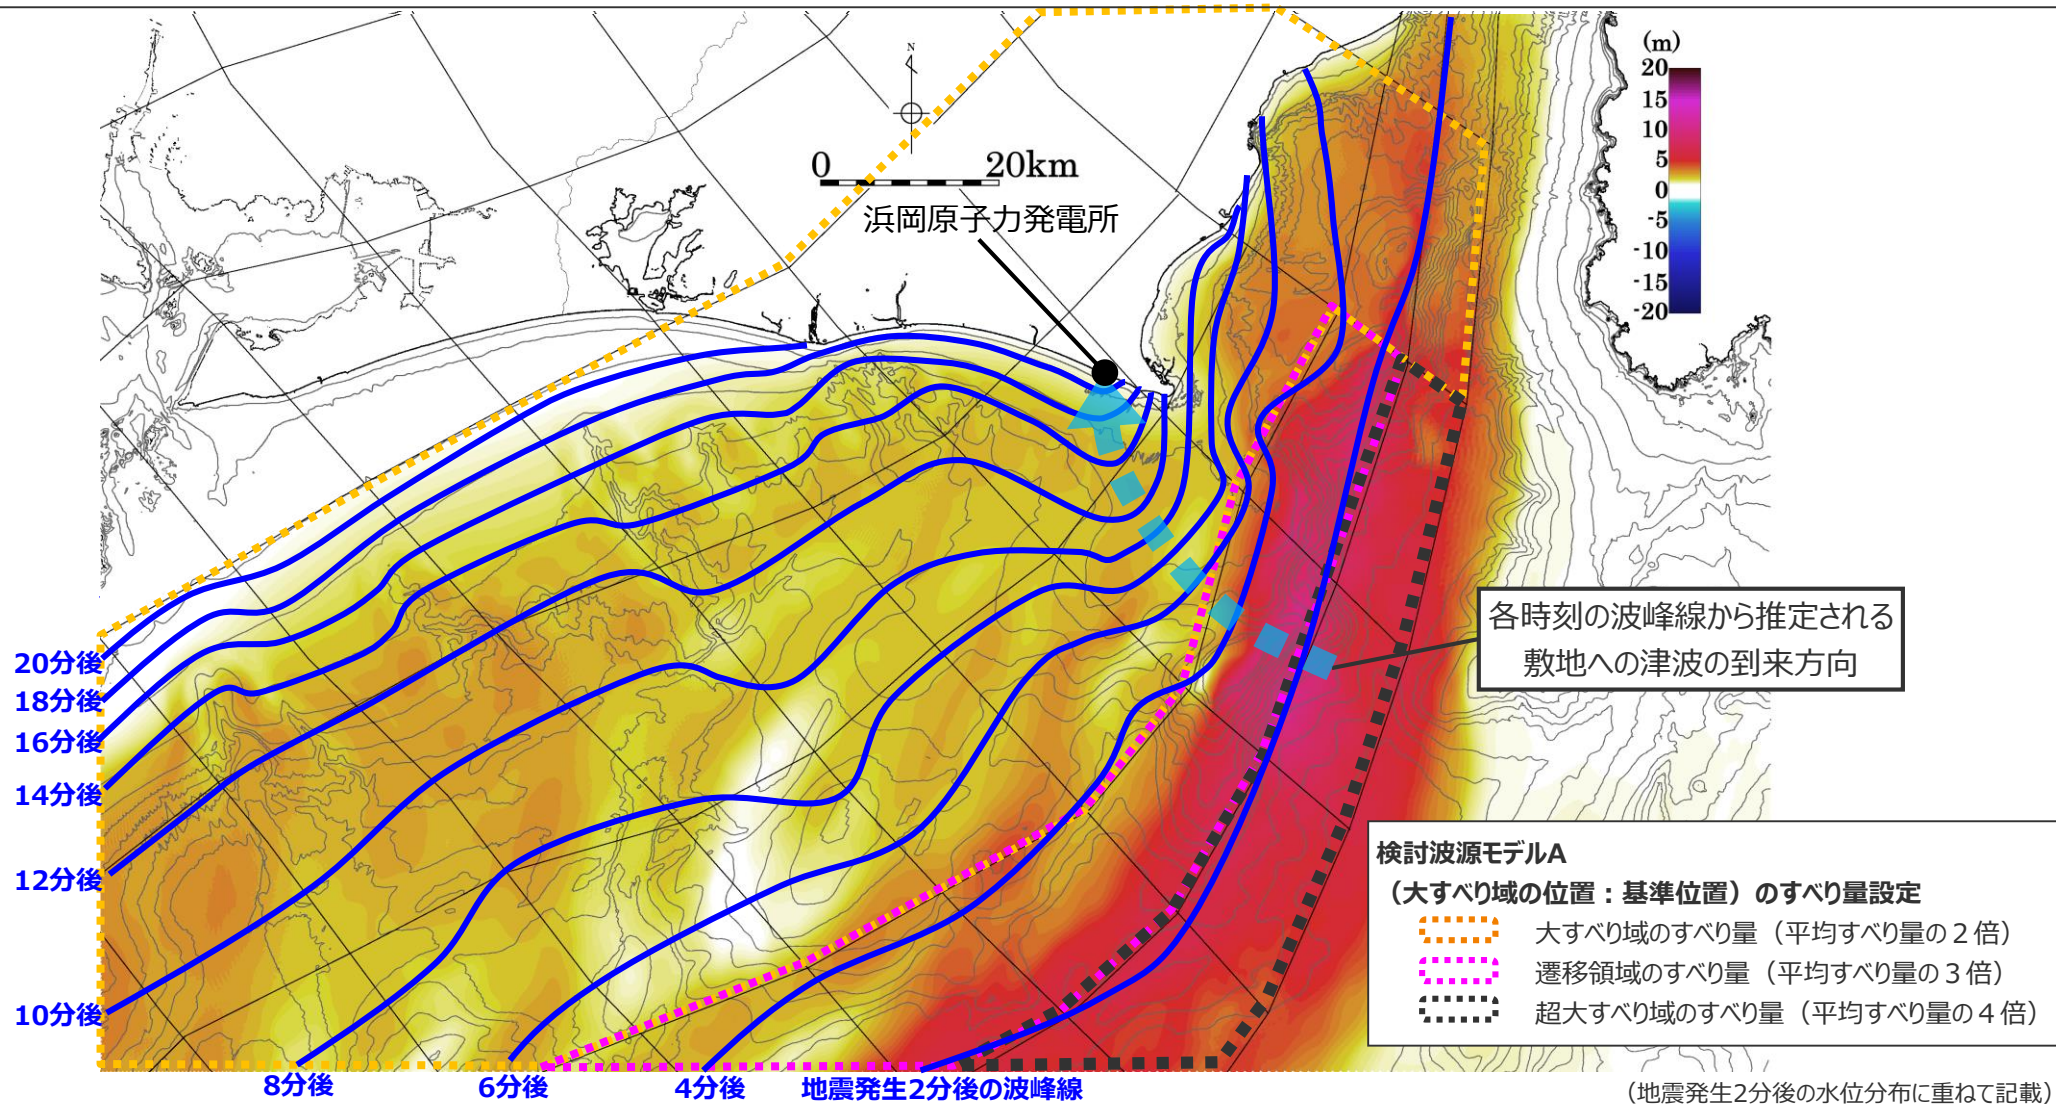 N
(m)
20
15
10
5
0
-5
-10
-15
-20
0 20km
浜岡原子力発電所
各時刻の波峰線から推定される
敷地への津波の到来方向
20分後
18分後
16分後
14分後
12分後
10分後
8分後
6分後
4分後
地震発生2分後の波峰線
検討波源モデルA
（大すべり域の位置：基準位置）のすべり量設定
大すべり域のすべり量（平均すべり量の２倍）
遷移領域のすべり量（平均すべり量の３倍）
超大すべり域のすべり量（平均すべり量の４倍）
（地震発生2分後の水位分布に重ねて記載）